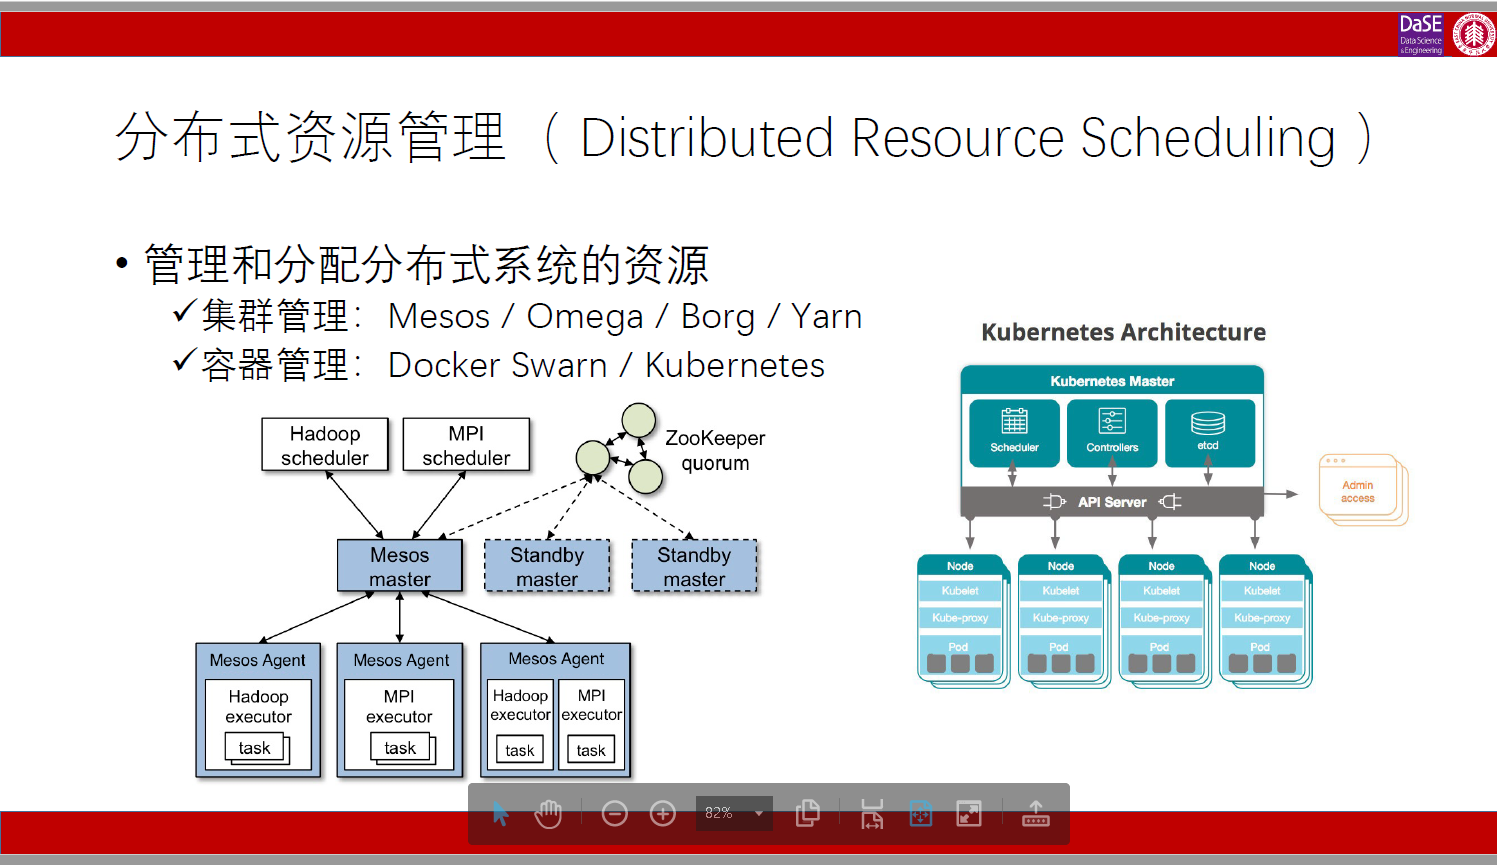 DaSE
Data Science
& Engineering
分布式资源管理 （ Distributed Resource Scheduling ）
• 管理和分配分布式系统的资源
✓集群管理： Mesos / Omega / Borg / Yarn
✓容器管理： Docker Swarn / Kubernetes
Hadoop
scheduler
MPI
scheduler
ZooKeeper
quorum
Mesos
master
Standby
master
Standby
master
Mesos Agent
Hadoop
executor
task
Mesos Agent
MPI
executor
task
Mesos Agent
Hadoop
executor
task
MPI
executor
task
Kubernetes Architecture
Kubernetes Master
Scheduler
Controllers
etcd
API Server
Admin
access
Node
Kubelet
Kube-proxy
Pod
Node
Kubelet
Kube-proxy
Pod
Node
Kubelet
Kube-proxy
Pod
Node
Kubelet
Kube-proxy
Pod
82%